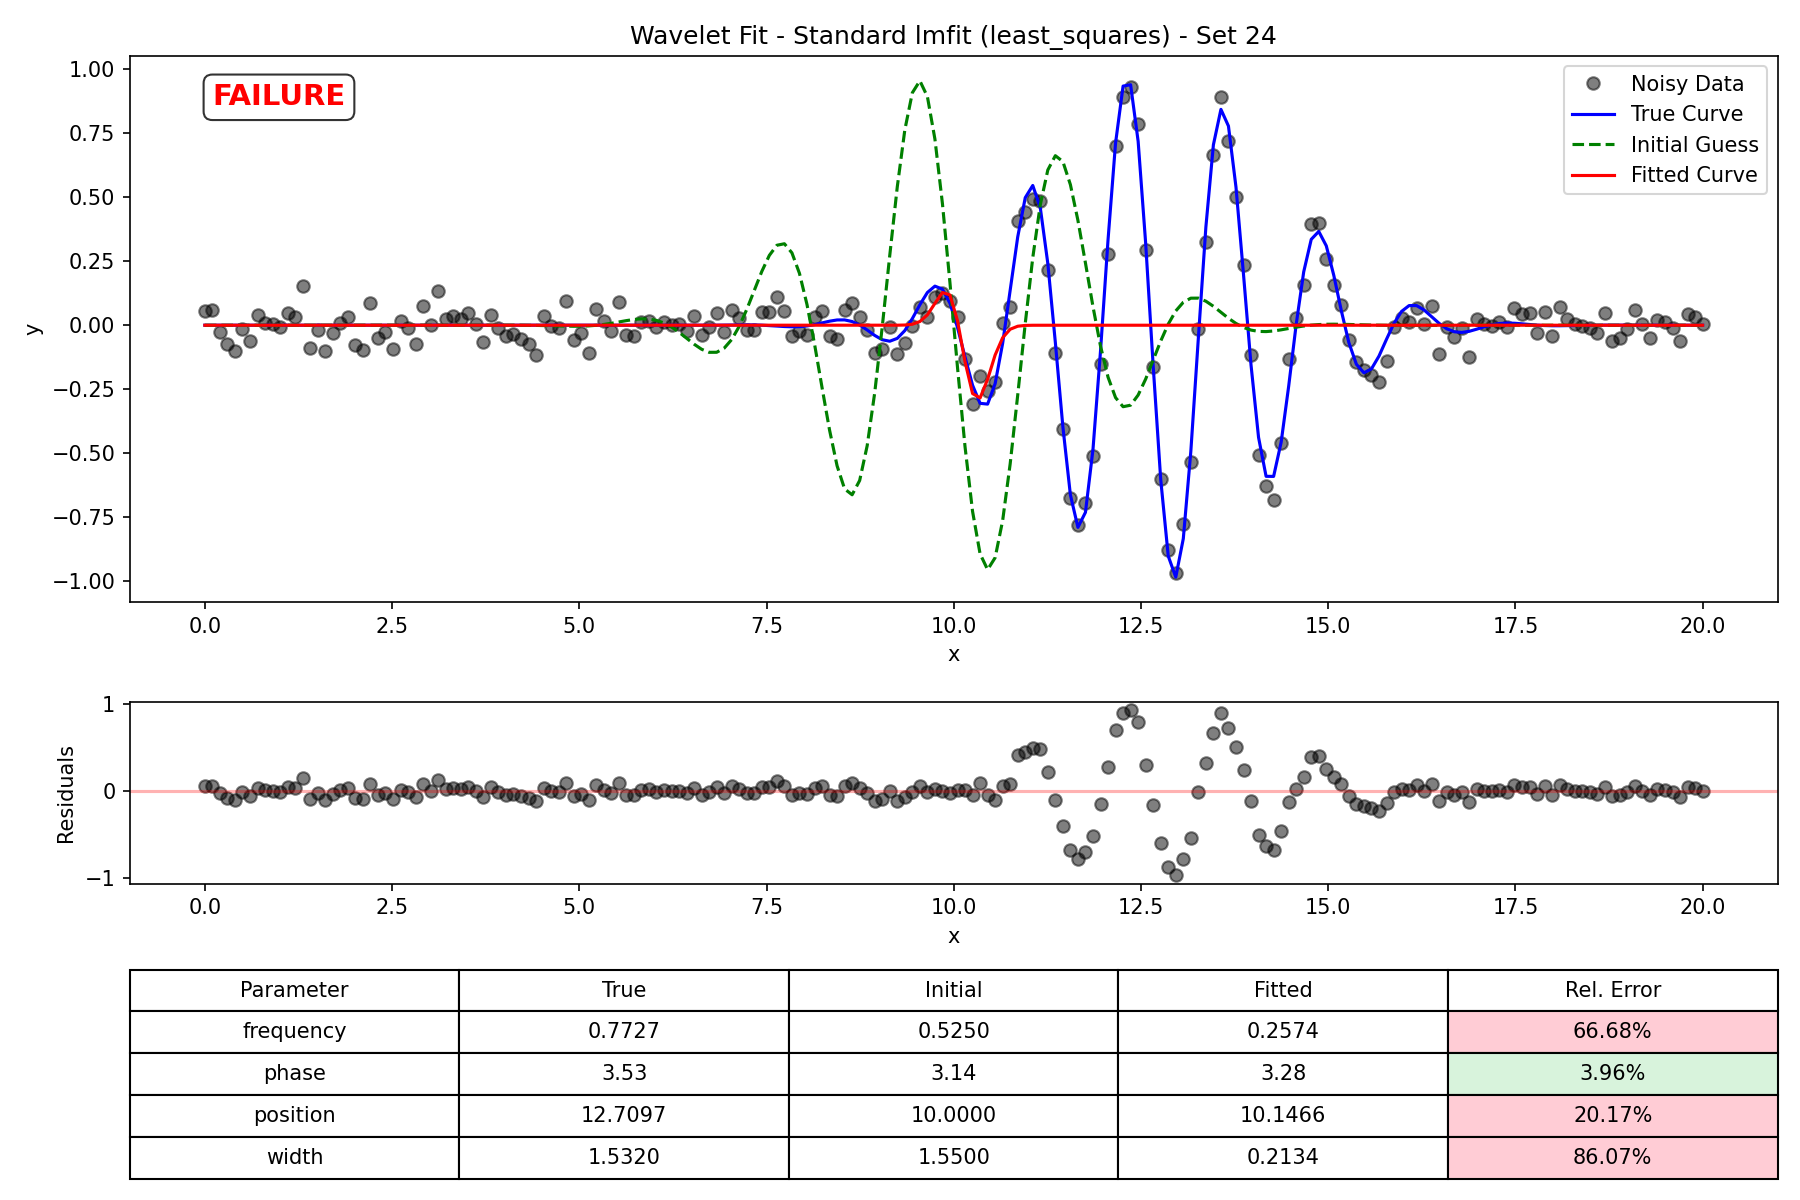 Wavelet Fit - Standard lmfit (least_squares) - Set 24
FAILURE
Noisy Data
True Curve
Initial Guess
Fitted Curve
1.00
0.75
0.50
0.25
0.00
−0.25
−0.50
−0.75
−1.00
y
0.0 2.5 5.0 7.5 10.0 12.5 15.0 17.5 20.0
x
1
0
−1
Residuals
0.0 2.5 5.0 7.5 10.0 12.5 15.0 17.5 20.0
x
Parameter True Initial Fitted Rel. Error
frequency 0.7727 0.5250 0.2574 66.68%
phase 3.53 3.14 3.28 3.96%
position 12.7097 10.0000 10.1466 20.17%
width 1.5320 1.5500 0.2134 86.07%